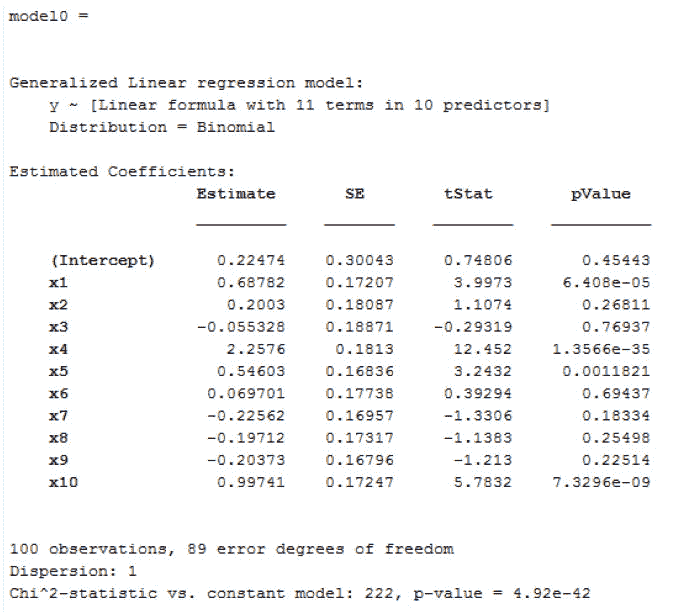 model0 =
Generalized Linear regression model:
y ~ [Linear formula with 11 terms in 10 predictors]
Distribution = Binomial
Estimated Coefficients:
Estimate SE tStat pValue
(Intercept) 0.22474 0.30043 0.74806 0.45443
x1 0.68782 0.17207 3.9973 6.408e-05
x2 0.2003 0.18087 1.1074 0.26811
x3 -0.055328 0.18871 -0.29319 0.76937
x4 2.2576 0.1813 12.452 1.3566e-35
x5 0.54603 0.16836 3.2432 0.0011821
x6 0.069701 0.17738 0.39294 0.69437
x7 -0.22562 0.16957 -1.3306 0.18334
x8 -0.19712 0.17317 -1.1383 0.25498
x9 -0.20373 0.16796 -1.213 0.22514
x10 0.99741 0.17247 5.7832 7.3296e-09
100 observations, 89 error degrees of freedom
Dispersion: 1
Chi^2-statistic vs. constant model: 222, p-value = 4.92e-42